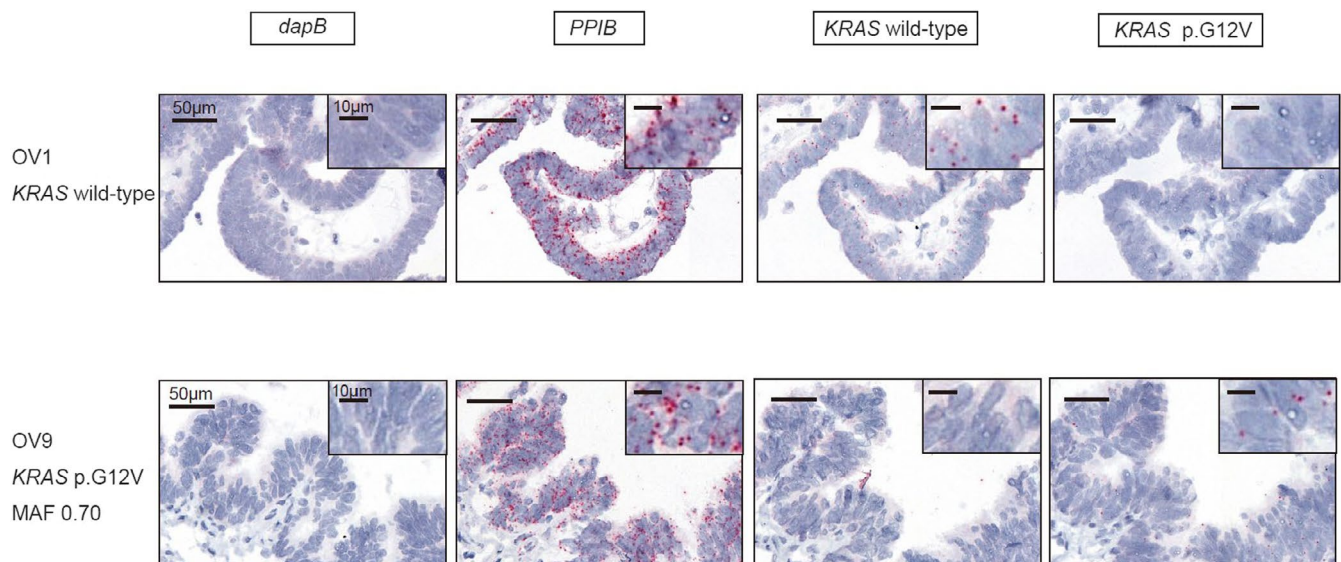 dapB
PPIB
KRAS wild-type
KRAS p.G12V
OV1
KRAS wild-type
50µm
10µm
OV9
KRAS p.G12V
MAF 0.70
50µm
10µm